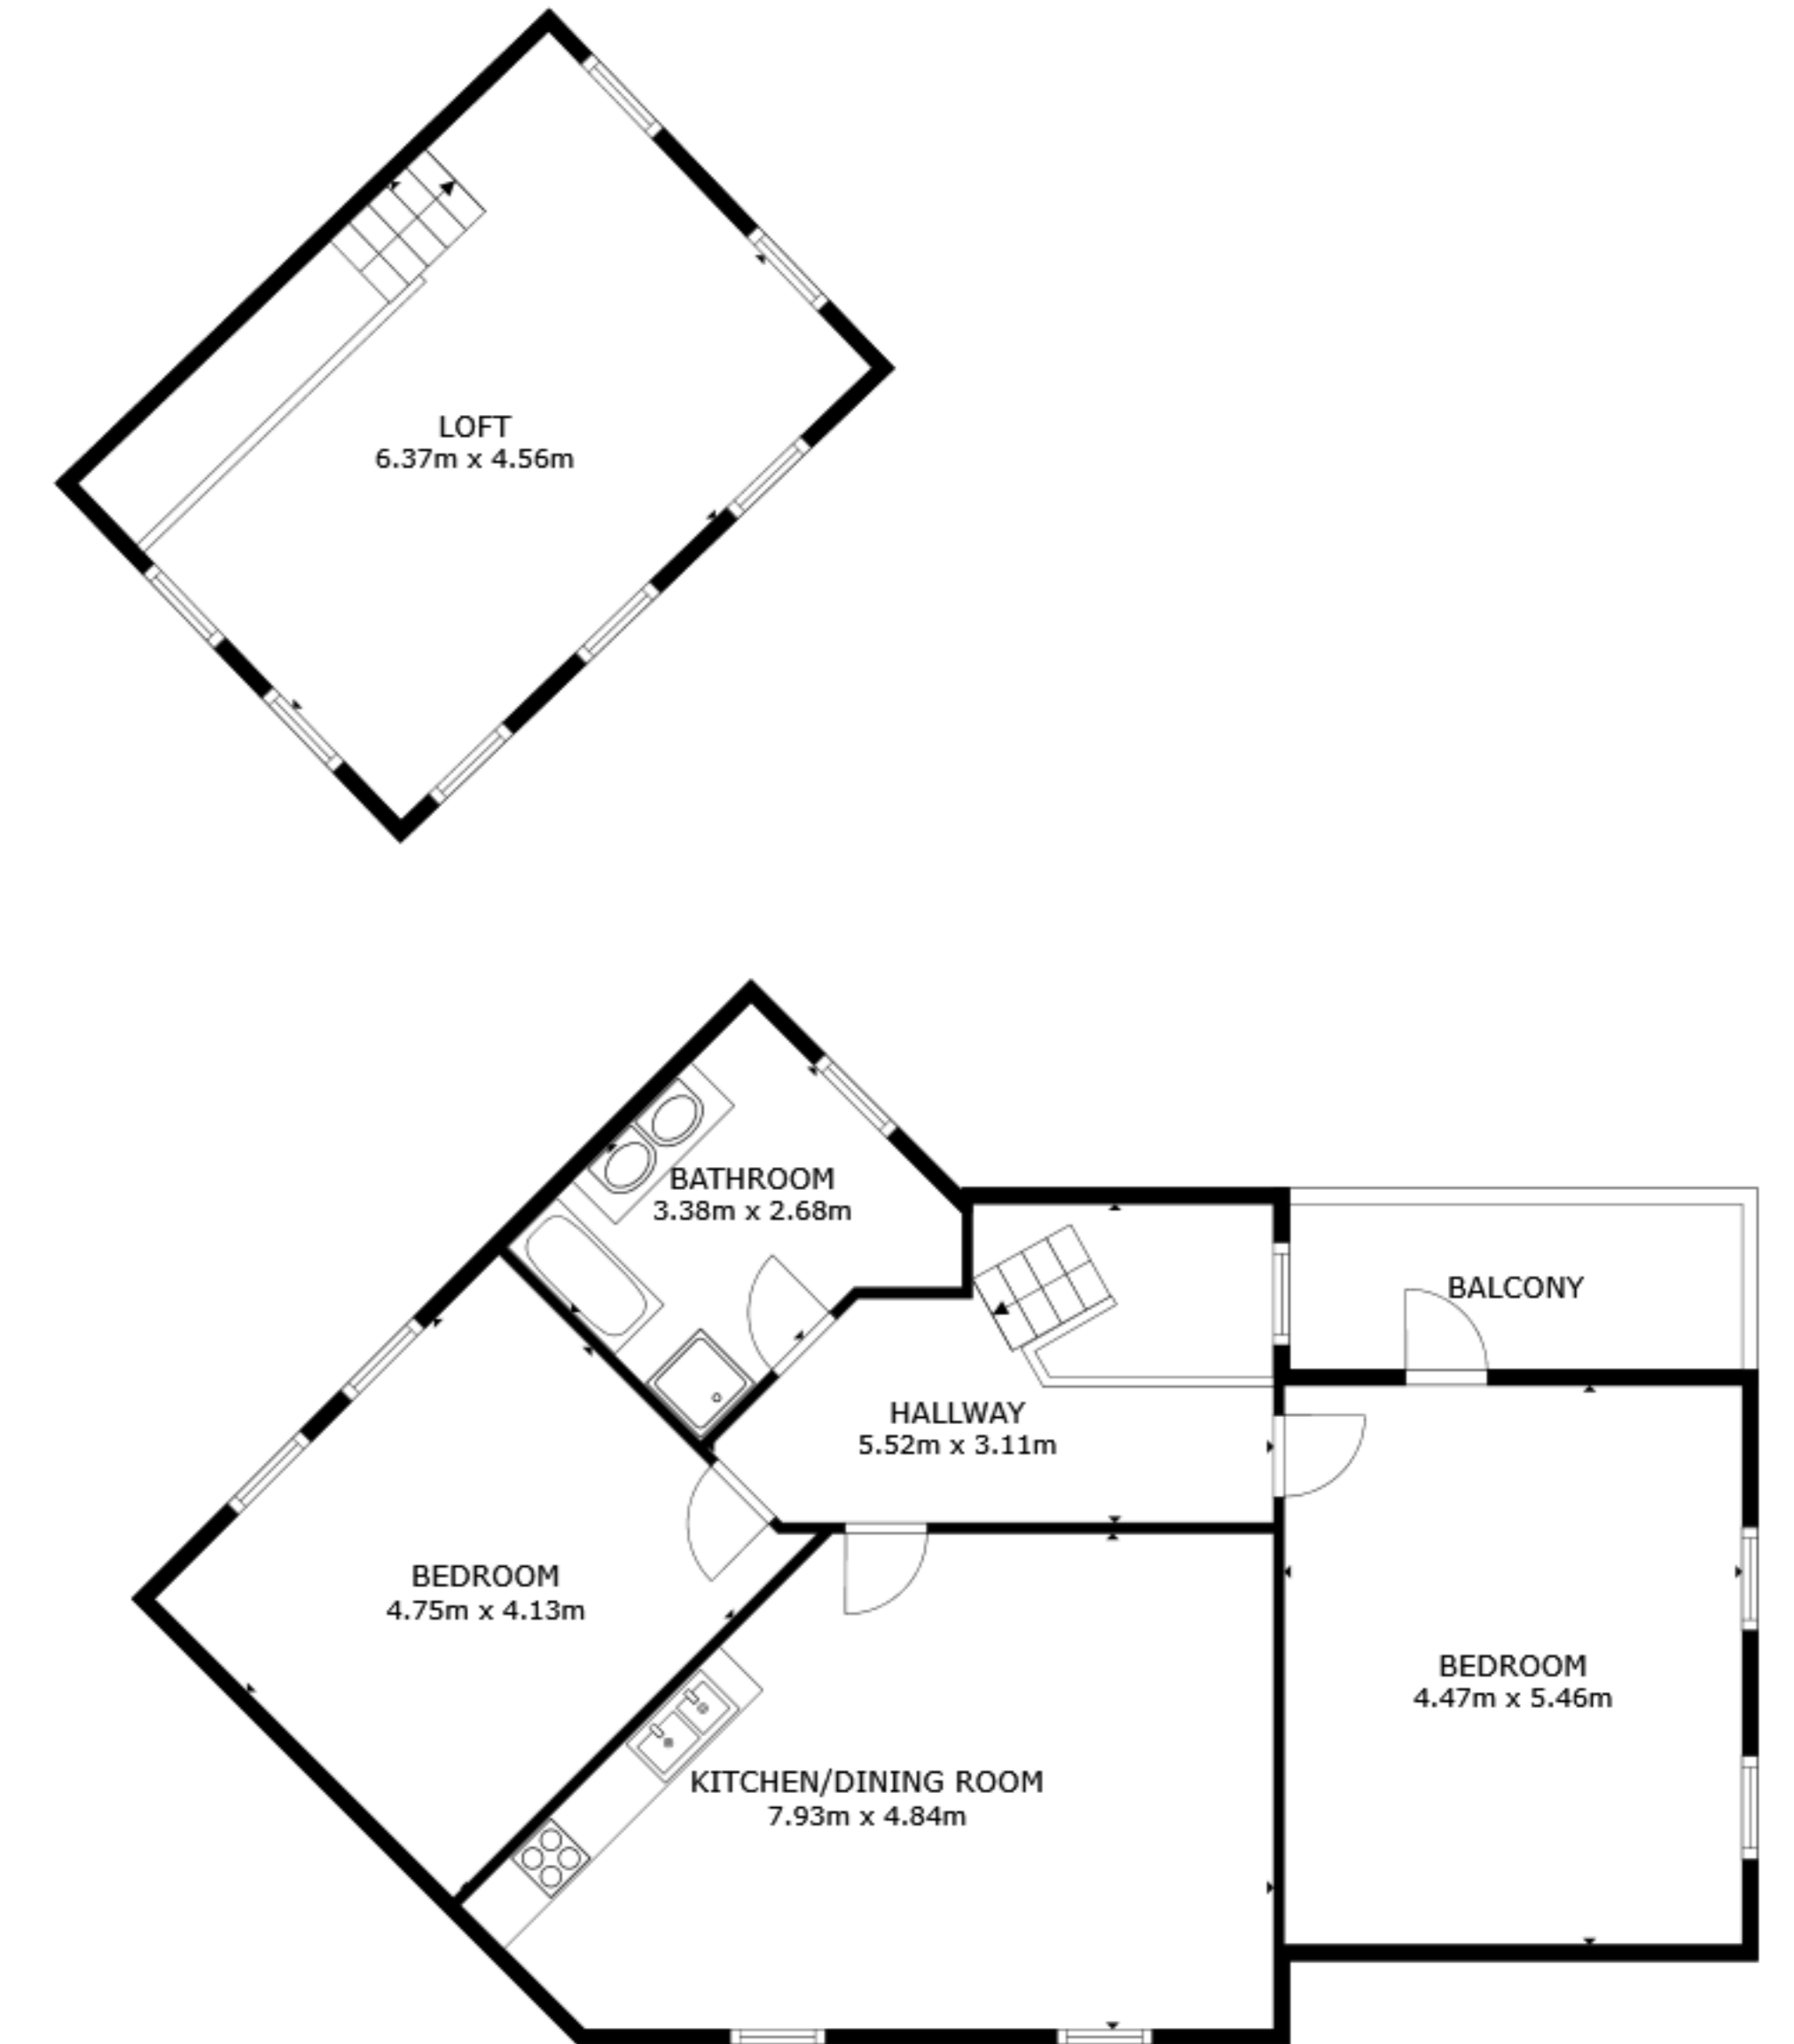 LOFT
6.37m x 4.56m
BATHROOM
3.38m x 2.68m
BALCONY
HALLWAY
5.52m x 3.11m
BEDROOM
4.75m x 4.13m
BEDROOM
4.47m x 5.46m
KITCHEN/DINING ROOM
7.93m x 4.84m